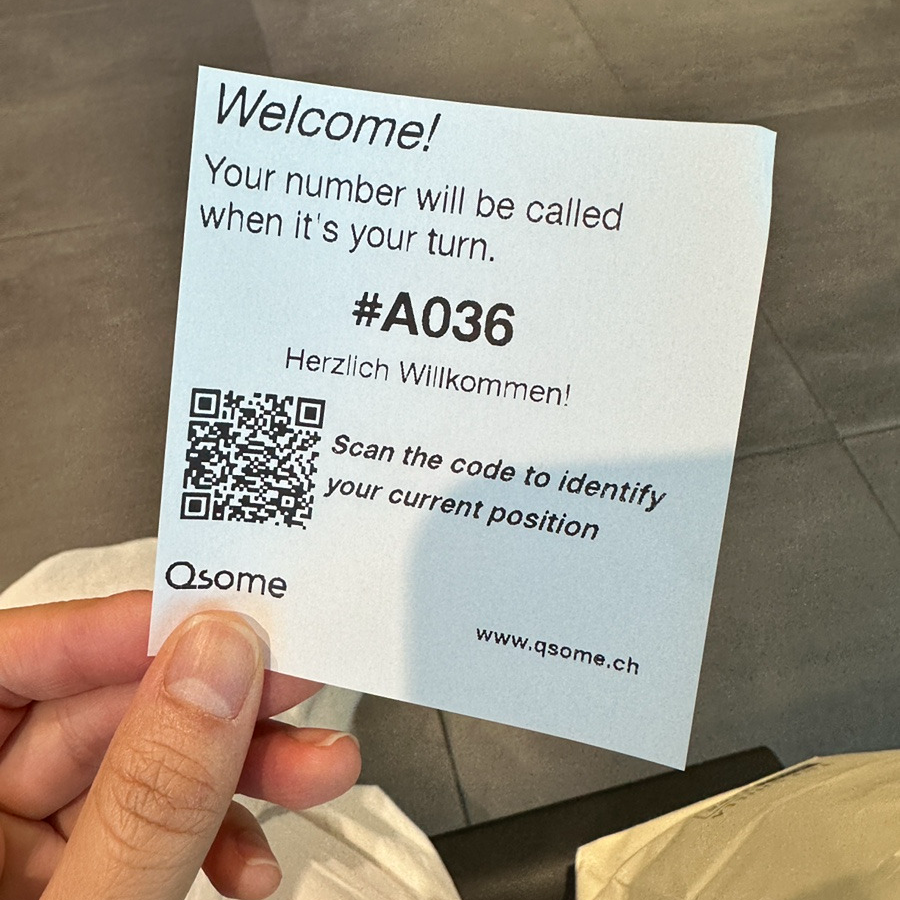 Welcome!
Your number will be called
when it's your turn.
#A036
Herzlich Willkommen!
Scan the code to identify
your current position
Qsome
www.qsome.ch